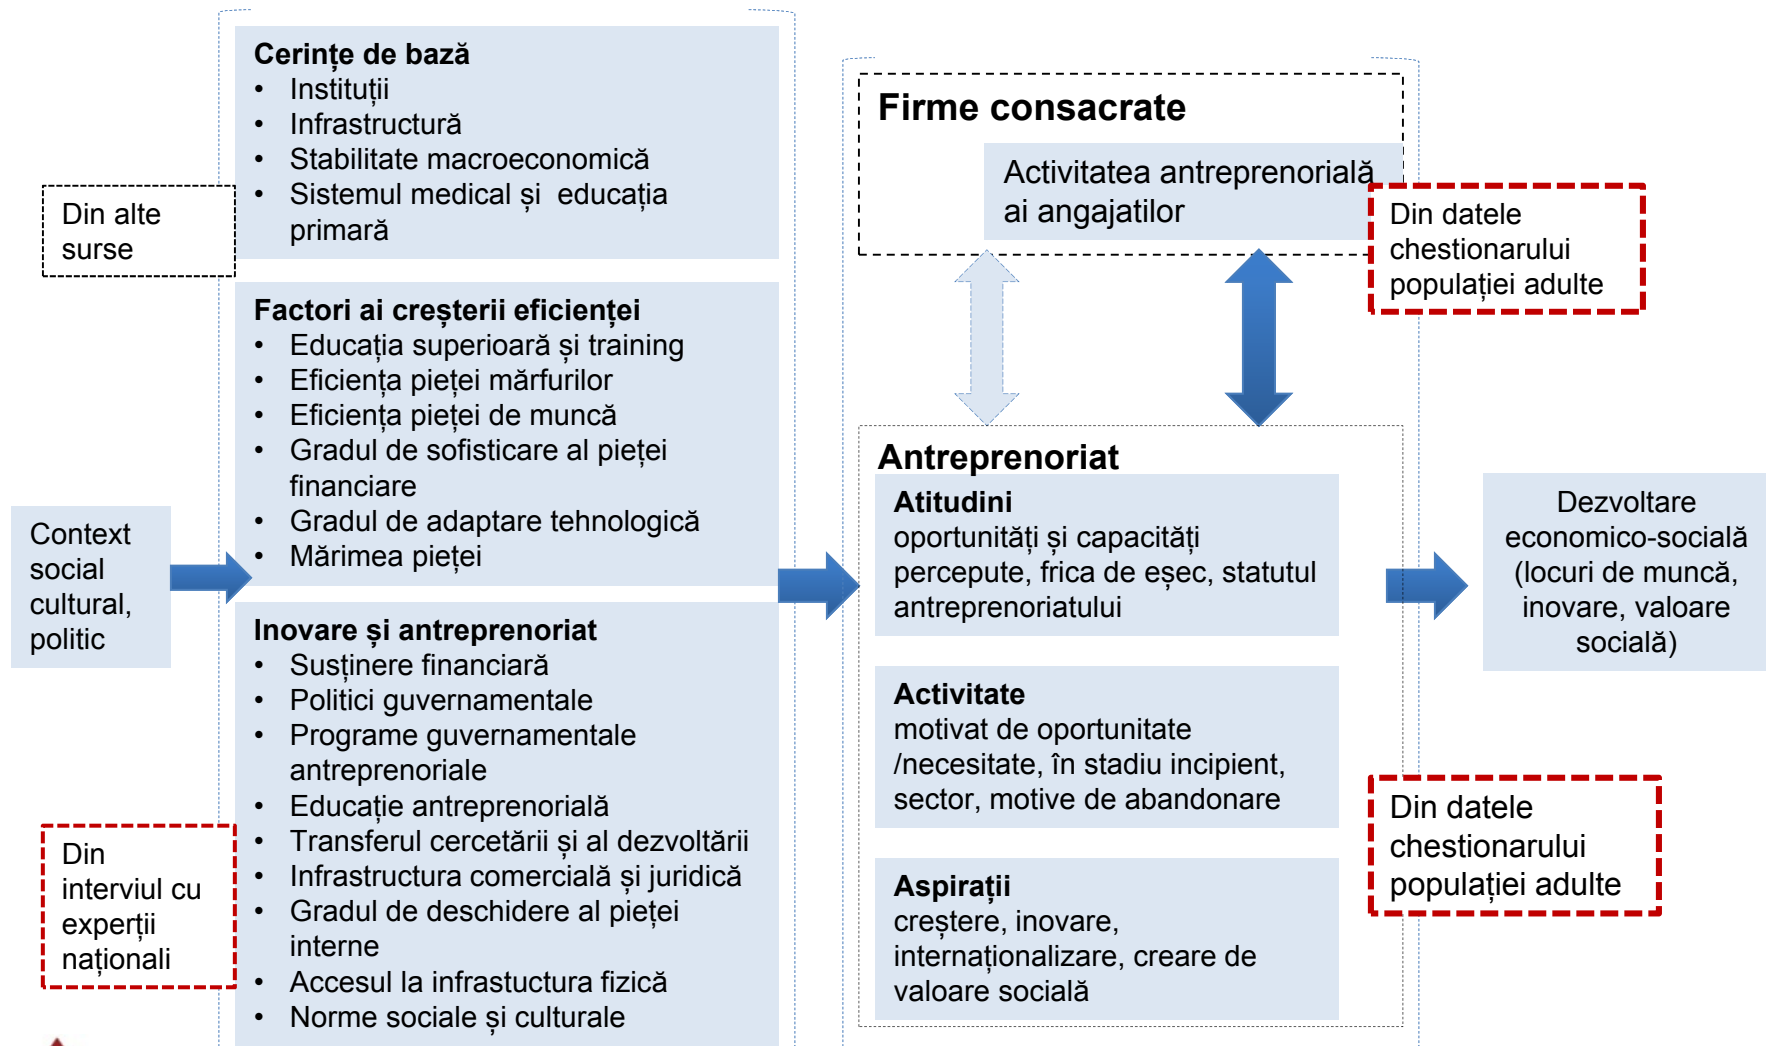 Cerințe de bază
• Instituții
• Infrastructură
• Stabilitate macroeconomică
• Sistemul medical și educația
primară
Din alte
surse
Factori ai creșterii eficienței
• Educația superioară și training
• Eficiența pieței mărfurilor
• Eficiența pieței de muncă
• Gradul de sofisticare al pieței
financiare
• Gradul de adaptare tehnologică
• Mărimea pieței
Context
social
cultural,
politic
Inovare și antreprenoriat
• Susținere financiară
• Politici guvernamentale
• Programe guvernamentale
antreprenoriale
• Educație antreprenorială
• Transferul cercetării și al dezvoltării
• Infrastructura comercială și juridică
• Gradul de deschidere al pieței
interne
• Accesul la infrastuctura fizică
• Norme sociale și culturale
Din
interviul cu
experții
naționali
Firme consacrate
Activitatea antreprenorială
ai angajatilor
Din datele
chestionarului
populației adulte
Antreprenoriat
Atitudini
oportunități și capacități
percepute, frica de eșec, statutul
antreprenoriatului
Activitate
motivat de oportunitate
/necesitate, în stadiu incipient,
sector, motive de abandonare
Aspirații
creștere, inovare,
internaționalizare, creare de
valoare socială
Din datele
chestionarului
populației adulte
Dezvoltare
economico-socială
(locuri de muncă,
inovare, valoare
socială)